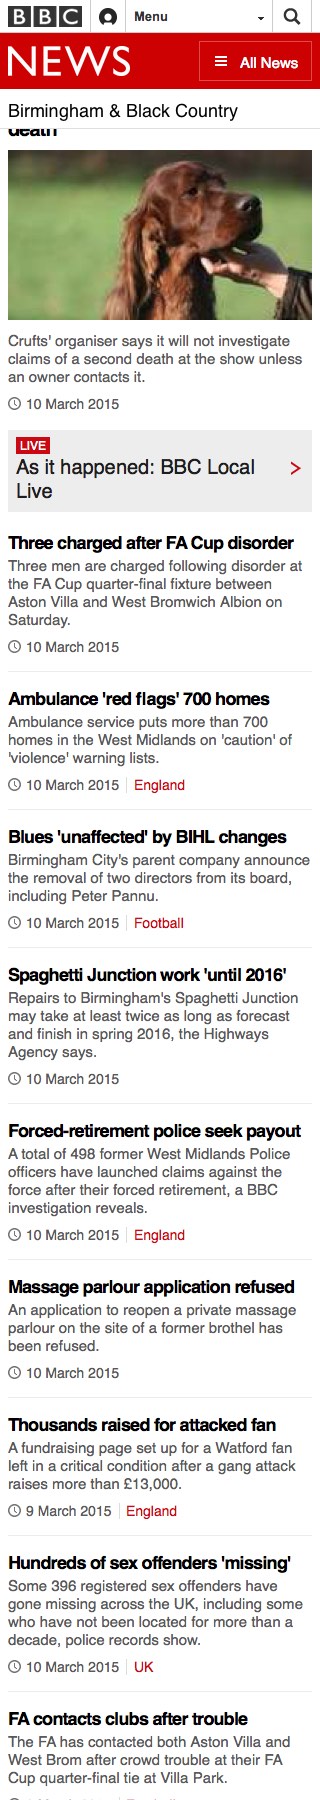 BBC Menu
NEWS All News
Birmingham & Black Country
death
Crufts' organiser says it will not investigate
claims of a second death at the show unless
an owner contacts it.
10 March 2015
LIVE
As it happened: BBC Local
Live
Three charged after FA Cup disorder
Three men are charged following disorder at
the FA Cup quarter-final fixture between
Aston Villa and West Bromwich Albion on
Saturday.
10 March 2015
Ambulance 'red flags' 700 homes
Ambulance service puts more than 700
homes in the West Midlands on 'caution' of
'violence' warning lists.
10 March 2015 England
Blues 'unaffected' by BIHL changes
Birmingham City's parent company announce
the removal of two directors from its board,
including Peter Pannu.
10 March 2015 Football
Spaghetti Junction work 'until 2016'
Repairs to Birmingham's Spaghetti Junction
may take at least twice as long as forecast
and finish in spring 2016, the Highways
Agency says.
10 March 2015
Forced-retirement police seek payout
A total of 498 former West Midlands Police
officers have launched claims against the
force after their forced retirement, a BBC
investigation reveals.
10 March 2015 England
Massage parlour application refused
An application to reopen a private massage
parlour on the site of a former brothel has
been refused.
10 March 2015
Thousands raised for attacked fan
A fundraising page set up for a Watford fan
left in a critical condition after a gang attack
raises more than £13,000.
9 March 2015 England
Hundreds of sex offenders 'missing'
Some 396 registered sex offenders have
gone missing across the UK, including some
who have not been located for more than a
decade, police records show.
10 March 2015 UK
FA contacts clubs after trouble
The FA has contacted both Aston Villa and
West Brom after crowd trouble at their FA
Cup quarter-final tie at Villa Park.